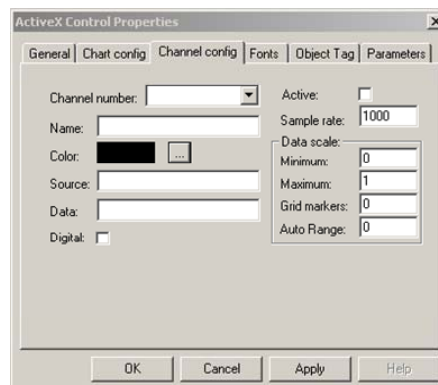 ActiveX Control Properties
General Chart config Channel config Fonts Object Tag Parameters
Channel number:
Name:
Color: ...
Source:
Data:
Digital:
Active:
Sample rate: 1000
Data scale:
Minimum: 0
Maximum: 1
Grid markers: 0
Auto Range: 0
OK Cancel Apply Help